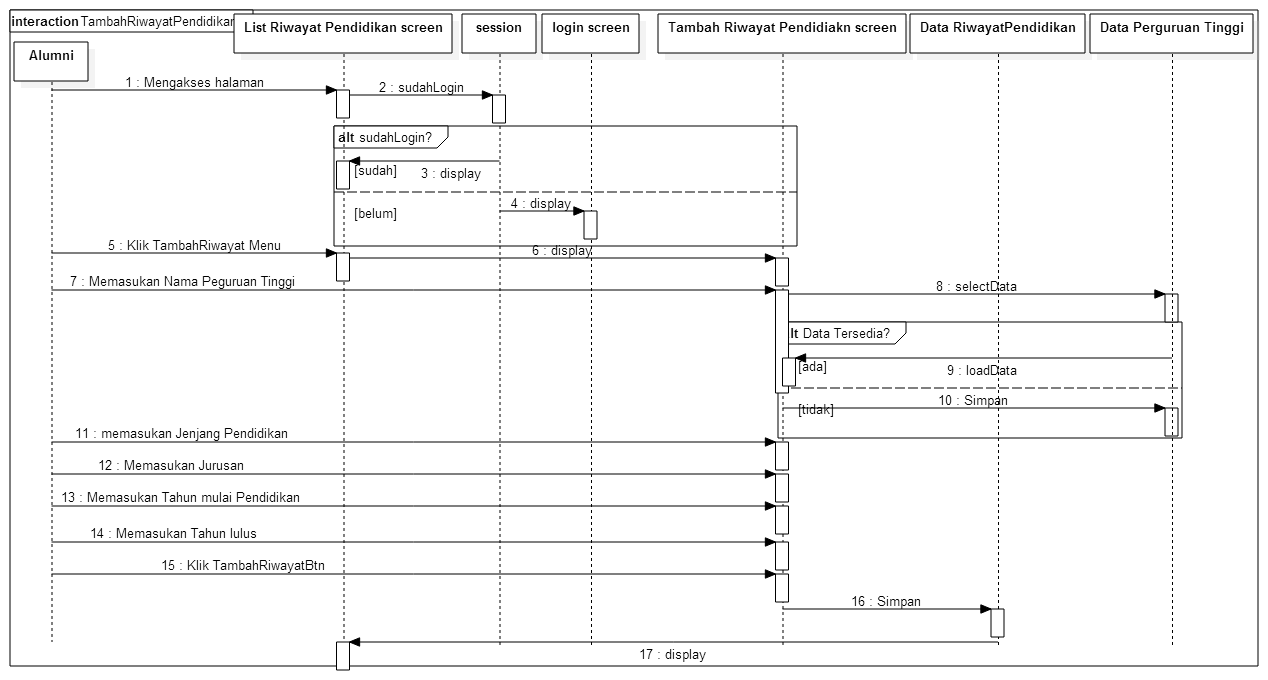 interaction TambahRiwayatPendidikan
List Riwayat Pendidikan screen
session
login screen
Tambah Riwayat Pendidiakn screen
Data RiwayatPendidikan
Data Perguruan Tinggi
Alumni
1 : Mengakses halaman
2 : sudahLogin
alt sudahLogin?
[sudah]
3 : display
4 : display
[belum]
5 : Klik TambahRiwayat Menu
6 : display
7 : Memasukan Nama Peguruan Tinggi
8 : selectData
lt Data Tersedia?
[ada]
9 : loadData
10 : Simpan
[tidak]
11 : memasukan Jenjang Pendidikan
12 : Memasukan Jurusan
13 : Memasukan Tahun mulai Pendidikan
14 : Memasukan Tahun lulus
15 : Klik TambahRiwayatBtn
16 : Simpan
17 : display